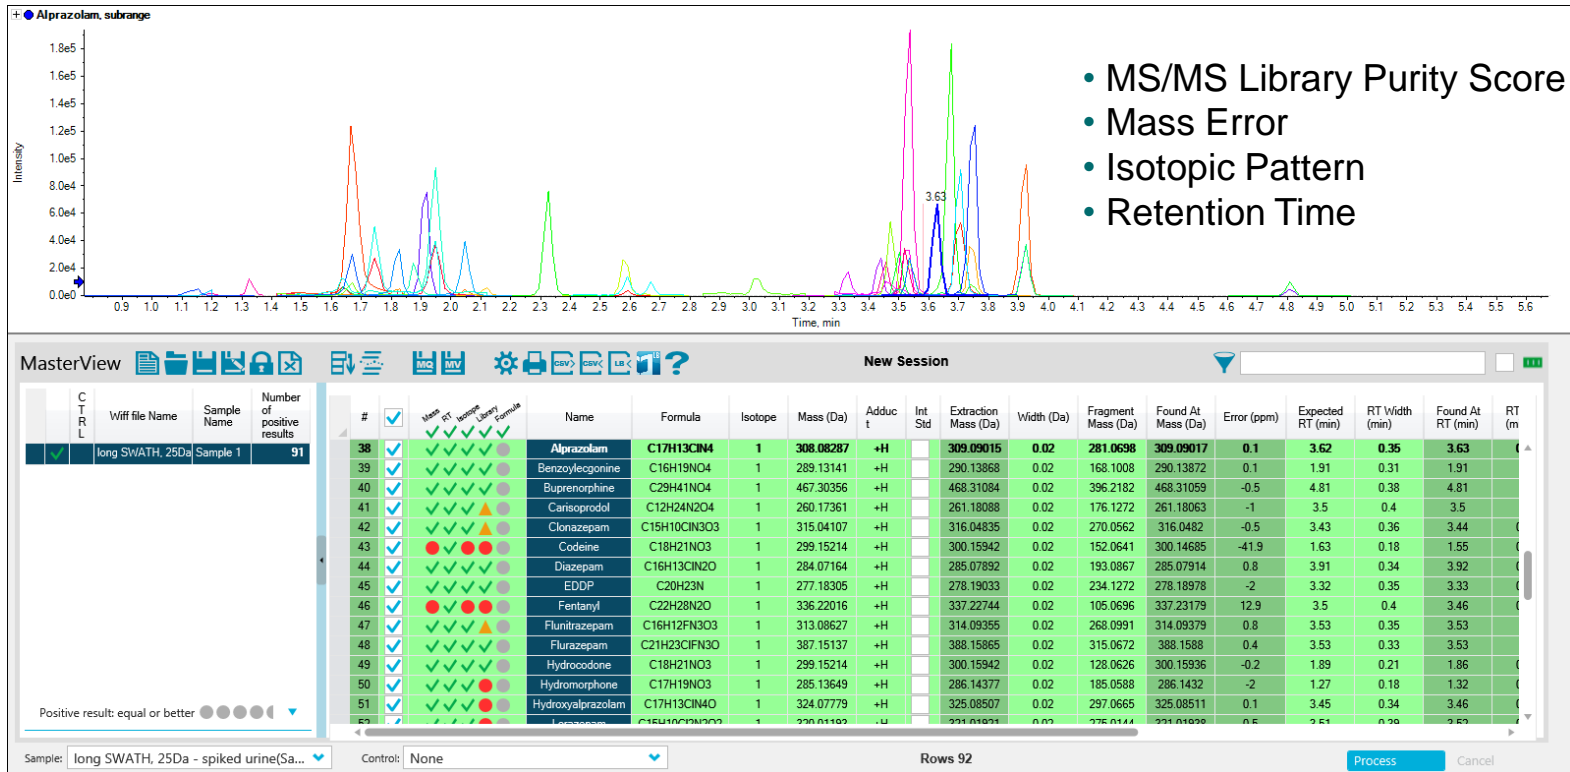 Alprazolam, subrange
• MS/MS Library Purity Score
• Mass Error
• Isotopic Pattern
• Retention Time
Intensity
1.8e5
1.6e5
1.4e5
1.2e5
1.0e5
8.0e4
6.0e4
4.0e4
2.0e4
0.0e0
3.63
0.9 1.0 1.1 1.2 1.3 1.4 1.5 1.6 1.7 1.8 1.9 2.0 2.1 2.2 2.3 2.4 2.5 2.6 2.7 2.8 2.9 3.0 3.1 3.2 3.3 3.4 3.5 3.6 3.7 3.8 3.9 4.0 4.1 4.2 4.3 4.4 4.5 4.6 4.7 4.8 4.9 5.0 5.1 5.2 5.3 5.4 5.5 5.6
Time, min
MasterView MQ MV CSV CSV LB ? New Session
CTRL Wiff file Name Sample Name Number of positive results
long SWATH, 25Da Sample 1 91
# Mass RT Isotope Library Formula Name Formula Isotope Mass (Da) Adduct Int Std Extraction Mass (Da) Width (Da) Fragment Mass (Da) Found At Mass (Da) Error (ppm) Expected RT (min) RT Width (min) Found At RT (min) RT
38 Alprazolam C17H13ClN4 1 308.08287 +H 309.09015 0.02 281.0698 309.09017 0.1 3.62 0.35 3.63
39 Benzoylecgonine C16H19NO4 1 289.13141 +H 290.13868 0.02 168.1008 290.13872 0.1 1.91 0.31 1.91
40 Buprenorphine C29H41NO4 1 467.30356 +H 468.31084 0.02 396.2182 468.31059 -0.5 4.81 0.38 4.81
41 Carisoprodol C12H24N2O4 1 260.17361 +H 261.18088 0.02 176.1272 261.18063 -1 3.5 0.4 3.5
42 Clonazepam C15H10ClN3O3 1 315.04107 +H 316.04835 0.02 270.0562 316.0482 -0.5 3.43 0.36 3.44
43 Codeine C18H21NO3 1 299.15214 +H 300.15942 0.02 152.0641 300.14685 -41.9 1.63 0.18 1.55
44 Diazepam C16H13ClN2O 1 284.07164 +H 285.07892 0.02 193.0867 285.07914 0.8 3.91 0.34 3.92
45 EDDP C20H23N 1 277.18305 +H 278.19033 0.02 234.1272 278.18978 -2 3.32 0.35 3.33
46 Fentanyl C22H28N2O 1 336.22016 +H 337.22744 0.02 105.0696 337.23179 12.9 3.5 0.4 3.46
47 Flunitrazepam C16H12FN3O3 1 313.08627 +H 314.09355 0.02 268.0991 314.09379 0.8 3.53 0.35 3.53
48 Flurazepam C21H23ClFN3O 1 387.15137 +H 388.15865 0.02 315.0672 388.1588 0.4 3.53 0.33 3.53
49 Hydrocodone C18H21NO3 1 299.15214 +H 300.15942 0.02 128.0626 300.15936 -0.2 1.89 0.21 1.86
50 Hydromorphone C17H19NO3 1 285.13649 +H 286.14377 0.02 185.0588 286.1432 -2 1.27 0.18 1.32
51 Hydroxyalprazolam C17H13ClN4O 1 324.07779 +H 325.08507 0.02 297.0665 325.08511 0.1 3.45 0.34 3.46
Positive result: equal or better
Sample: long SWATH, 25Da - spiked urine(Sa... Control: None Rows 92 Process Cancel